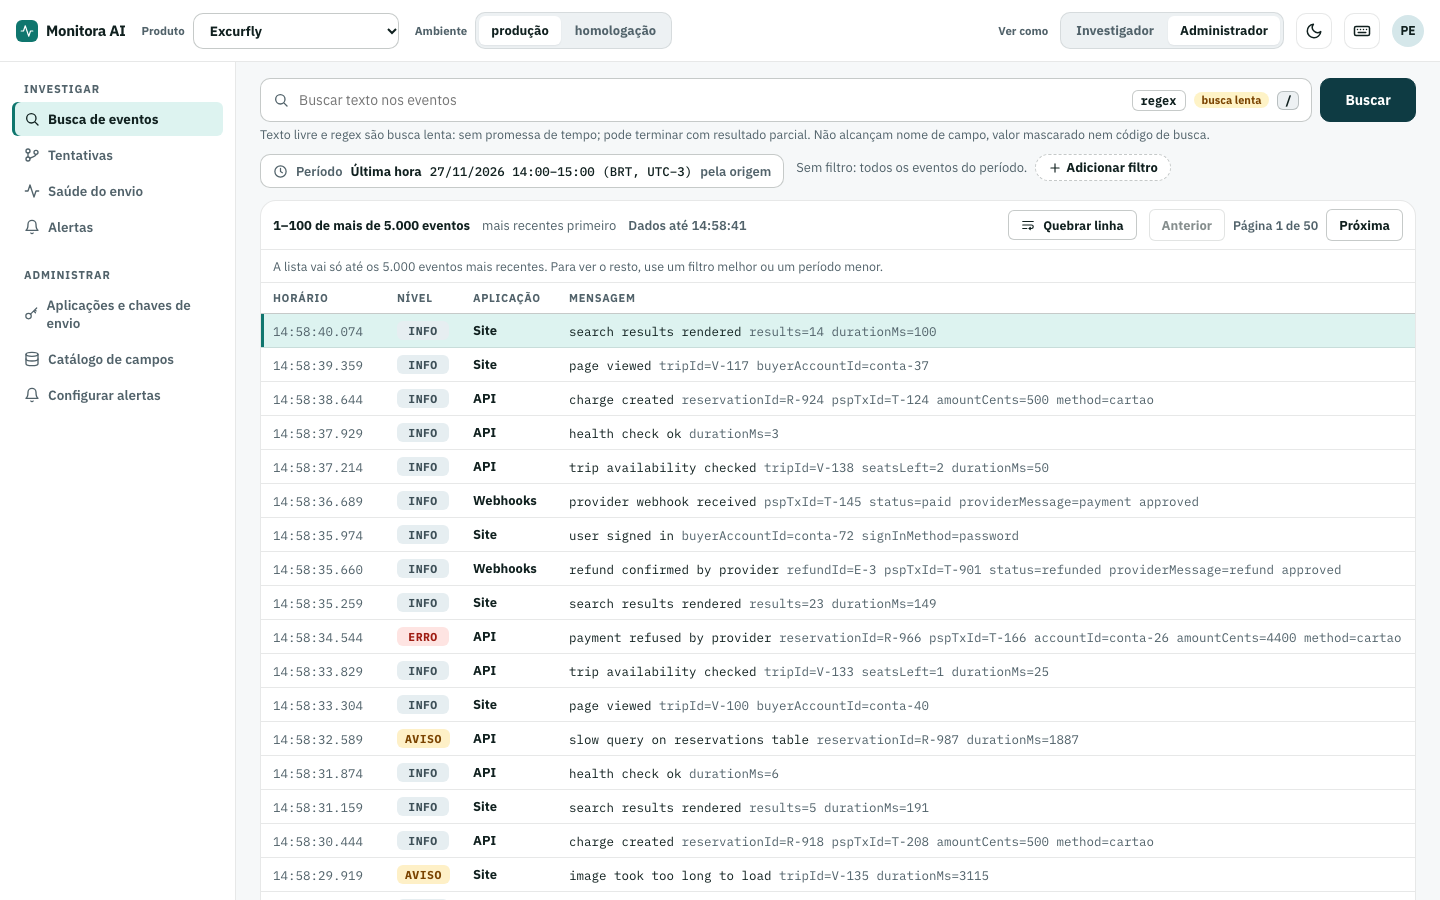 Monitora AI Produto Excurfly Ambiente produção homologação Ver como Investigador Administrador PE
INVESTIGAR
Busca de eventos
Tentativas
Saúde do envio
Alertas
ADMINISTRAR
Aplicações e chaves de
envio
Catálogo de campos
Configurar alertas
Buscar texto nos eventos regex busca lenta / Buscar
Texto livre e regex são busca lenta: sem promessa de tempo; pode terminar com resultado parcial. Não alcançam nome de campo, valor mascarado nem código de busca.
Período Última hora 27/11/2026 14:00–15:00 (BRT, UTC−3) pela origem Sem filtro: todos os eventos do período. + Adicionar filtro
1–100 de mais de 5.000 eventos mais recentes primeiro Dados até 14:58:41 Quebrar linha Anterior Página 1 de 50 Próxima
A lista vai só até os 5.000 eventos mais recentes. Para ver o resto, use um filtro melhor ou um período menor.
HORÁRIO NÍVEL APLICAÇÃO MENSAGEM
14:58:40.074 INFO Site search results rendered results=14 durationMs=100
14:58:39.359 INFO Site page viewed tripId=V-117 buyerAccountId=conta-37
14:58:38.644 INFO API charge created reservationId=R-924 pspTxId=T-124 amountCents=500 method=cartao
14:58:37.929 INFO API health check ok durationMs=3
14:58:37.214 INFO API trip availability checked tripId=V-138 seatsLeft=2 durationMs=50
14:58:36.689 INFO Webhooks provider webhook received pspTxId=T-145 status=paid providerMessage=payment approved
14:58:35.974 INFO Site user signed in buyerAccountId=conta-72 signInMethod=password
14:58:35.660 INFO Webhooks refund confirmed by provider refundId=E-3 pspTxId=T-901 status=refunded providerMessage=refund approved
14:58:35.259 INFO Site search results rendered results=23 durationMs=149
14:58:34.544 ERRO API payment refused by provider reservationId=R-966 pspTxId=T-166 accountId=conta-26 amountCents=4400 method=cartao
14:58:33.829 INFO API trip availability checked tripId=V-133 seatsLeft=1 durationMs=25
14:58:33.304 INFO Site page viewed tripId=V-100 buyerAccountId=conta-40
14:58:32.589 AVISO API slow query on reservations table reservationId=R-987 durationMs=1887
14:58:31.874 INFO API health check ok durationMs=6
14:58:31.159 INFO Site search results rendered results=5 durationMs=191
14:58:30.444 INFO API charge created reservationId=R-918 pspTxId=T-208 amountCents=500 method=cartao
14:58:29.919 AVISO Site image took too long to load tripId=V-135 durationMs=3115